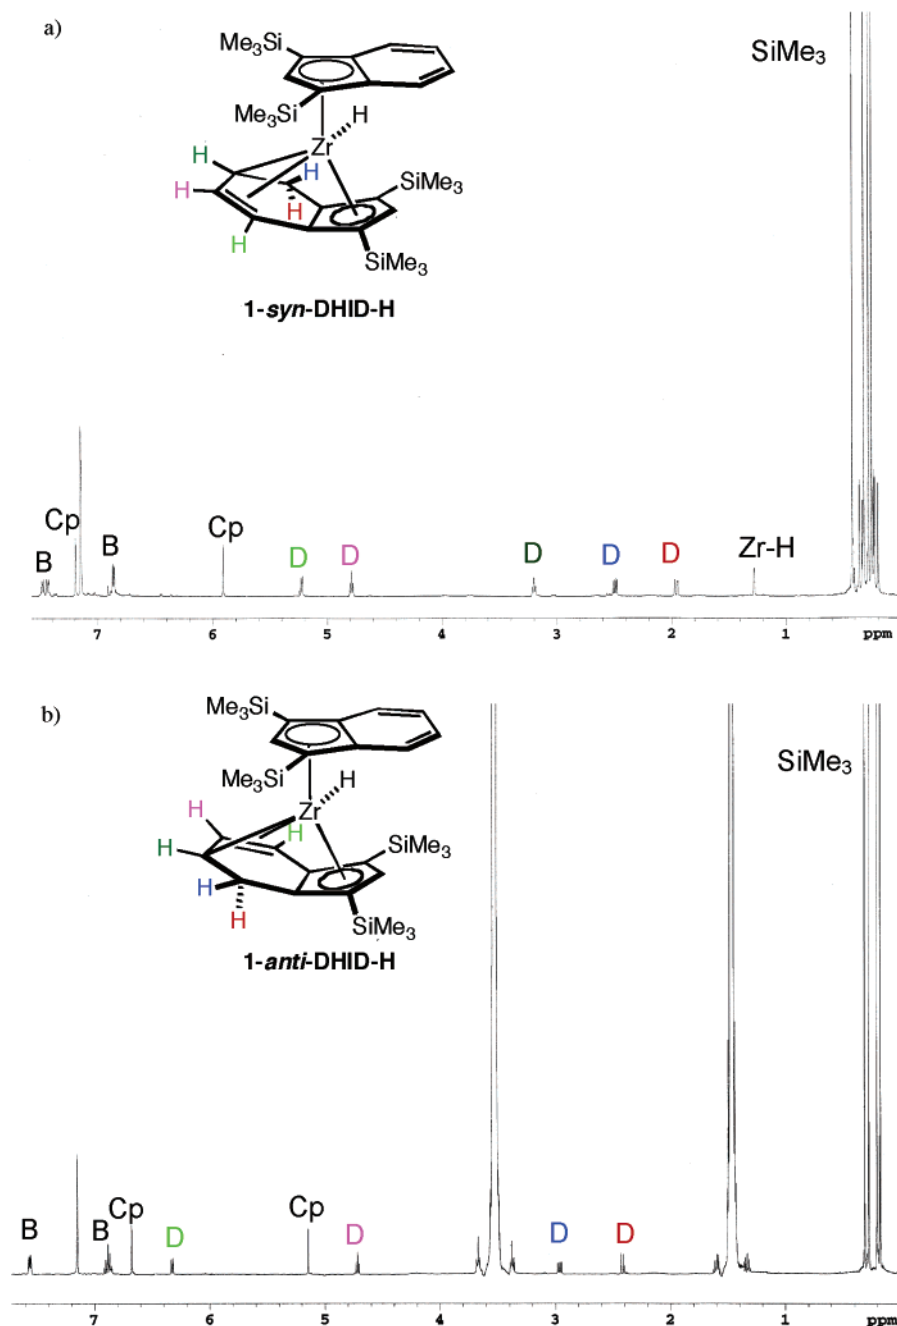 a)
Me3Si
SiMe3
Me3Si
H
Zr
H
H
H
H
H
SiMe3
SiMe3
1-syn-DHID-H
Cp
B
B
Cp
D
D
D
D
D
Zr-H
7 6 5 4 3 2 1 ppm
b)
Me3Si
SiMe3
Me3Si
H
Zr
H
H
H
H
H
SiMe3
SiMe3
1-anti-DHID-H
B
B
Cp
D
Cp
D
D
D
7 6 5 4 3 2 1 ppm